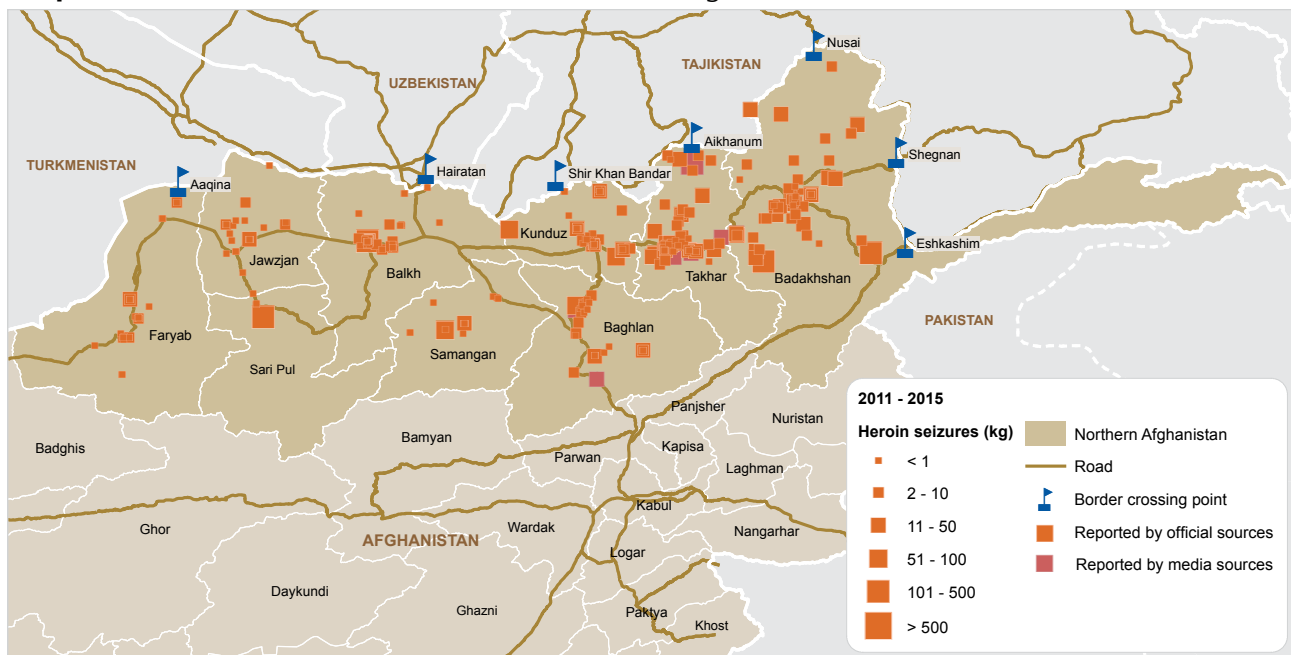 Nusai
TAJIKISTAN
UZBEKISTAN
Aikhanum
Shegnan
TURKMENISTAN
Hairatan
Shir Khan Bandar
Aaqina
Kunduz
Eshkashim
Jawzjan
Balkh
Takhar
Badakhshan
PAKISTAN
Faryab
Baghlan
Samangan
Sari Pul
Panjsher
Nuristan
Badghis
Bamyan
Kapisa
Parwan
Laghman
Kabul
Ghor
Wardak
Nangarhar
AFGHANISTAN
Logar
Daykundi
Ghazni
Paktya
Khost
2011 - 2015
Heroin seizures (kg)
< 1
2 - 10
11 - 50
51 - 100
101 - 500
> 500
Northern Afghanistan
Road
Border crossing point
Reported by official sources
Reported by media sources